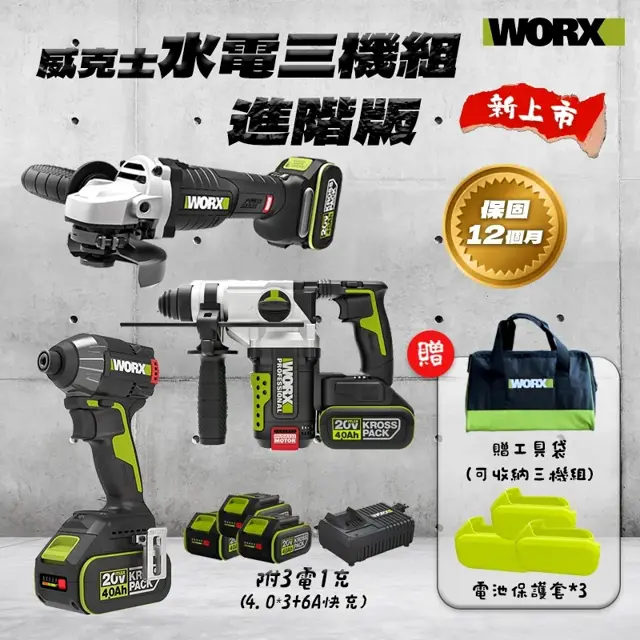 WORX
威克士水電三機組
進階版
新上市
保固
12個月
WORX
WORX
WORX
PROFESSIONAL
20V
4.0Ah
KROSS
PACK
MOTOR
20V
4.0Ah
KROSS
PACK
附3電1充
(4.0*3+6A快充)
贈
WORX
贈工具袋
(可收納三機組)
電池保護套*3